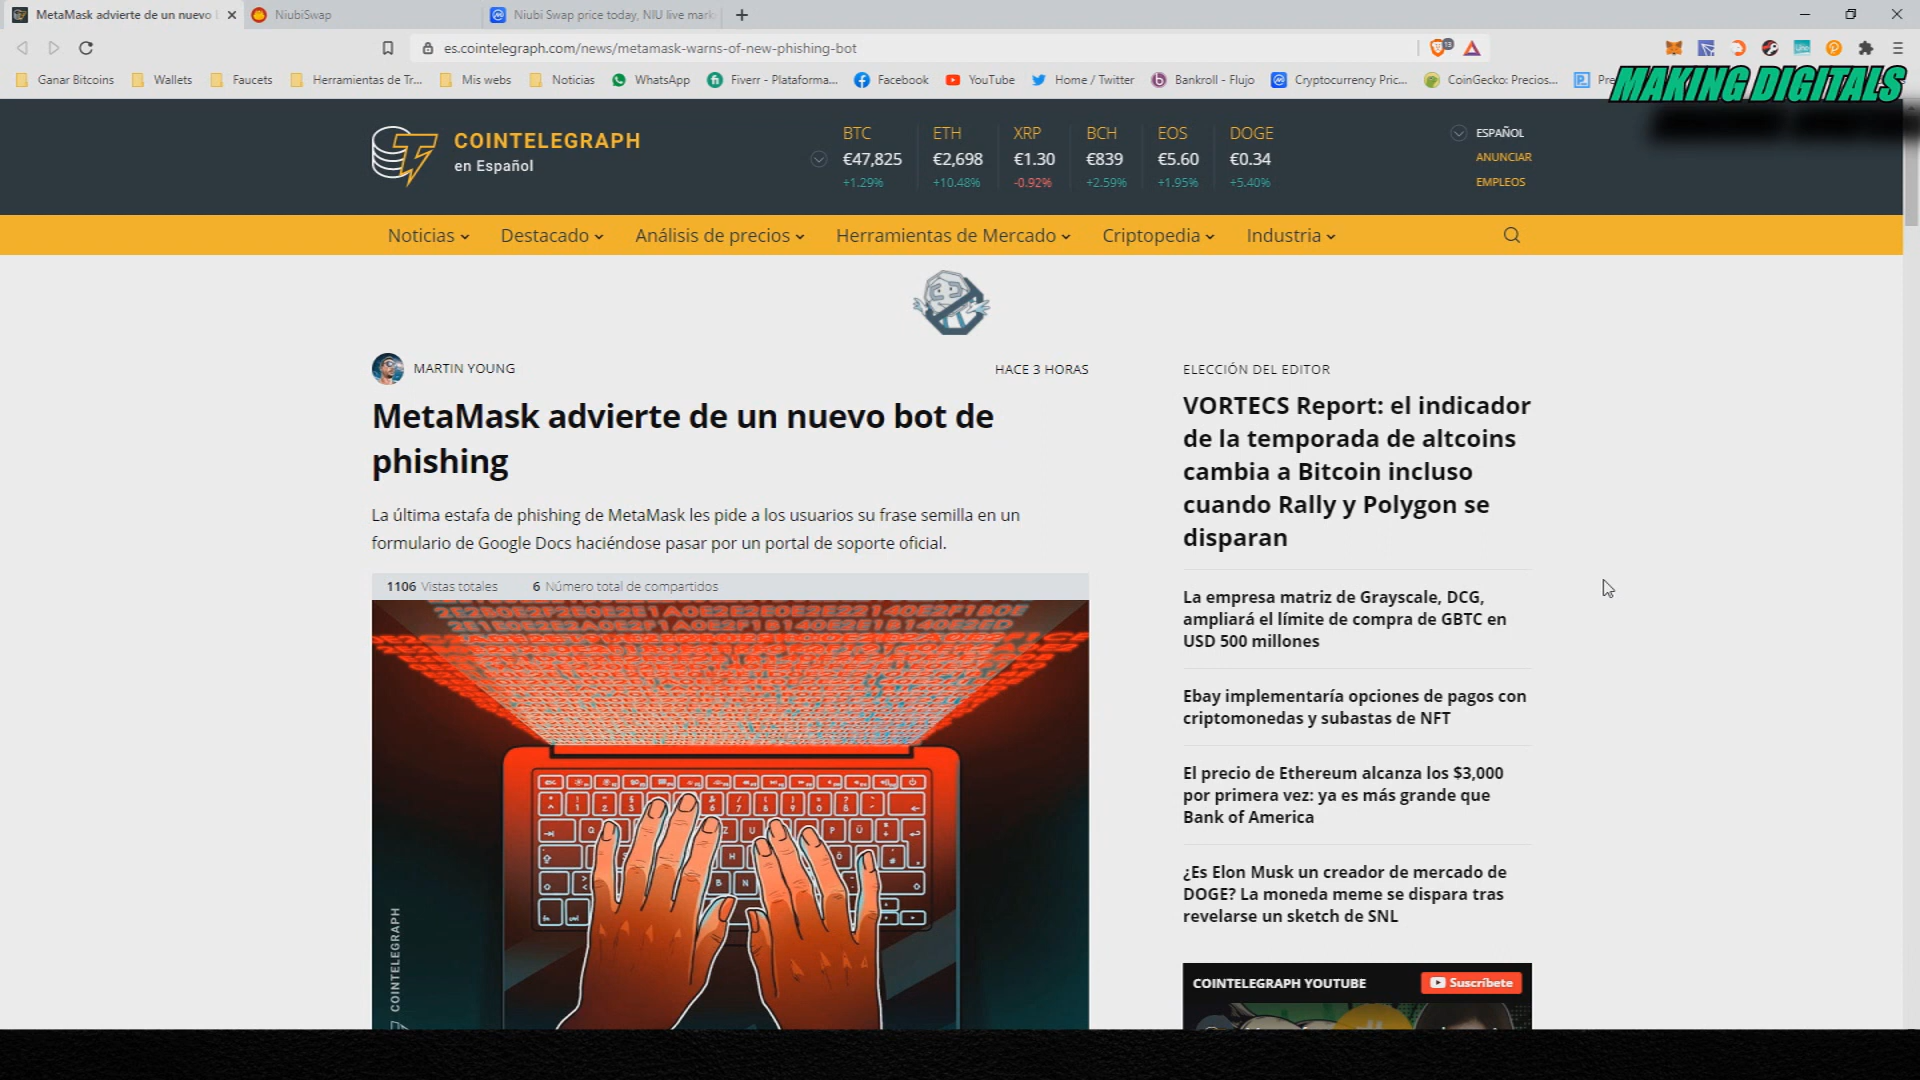 MetaMask advierte de un nuevo
NiubiSwap
Niubi Swap price today, NIU live mark
es.cointelegraph.com/news/metamask-warns-of-new-phishing-bot
13
Ganar Bitcoins
Wallets
Faucets
Herramientas de Tr...
Mis webs
Noticias
WhatsApp
Fiverr - Plataforma...
Facebook
YouTube
Home / Twitter
Bankroll - Flujo
Cryptocurrency Pric...
CoinGecko: Precios...
MAKING DIGITALS
COINTELEGRAPH
en Español
BTC ETH XRP BCH EOS DOGE
€47,825 €2,698 €1.30 €839 €5.60 €0.34
+1.29% +10.48% -0.92% +2.59% +1.95% +5.40%
ESPAÑOL
ANUNCIAR
EMPLEOS
Noticias Destacado Análisis de precios Herramientas de Mercado Criptopedia Industria
MARTIN YOUNG
HACE 3 HORAS
MetaMask advierte de un nuevo bot de
phishing
La última estafa de phishing de MetaMask les pide a los usuarios su frase semilla en un
formulario de Google Docs haciéndose pasar por un portal de soporte oficial.
1106 Vistas totales 6 Número total de compartidos
COINTELEGRAPH
ELECCIÓN DEL EDITOR
VORTECS Report: el indicador
de la temporada de altcoins
cambia a Bitcoin incluso
cuando Rally y Polygon se
disparan
La empresa matriz de Grayscale, DCG,
ampliará el límite de compra de GBTC en
USD 500 millones
Ebay implementaría opciones de pagos con
criptomonedas y subastas de NFT
El precio de Ethereum alcanza los $3,000
por primera vez: ya es más grande que
Bank of America
¿Es Elon Musk un creador de mercado de
DOGE? La moneda meme se dispara tras
revelarse un sketch de SNL
COINTELEGRAPH YOUTUBE
Suscríbete